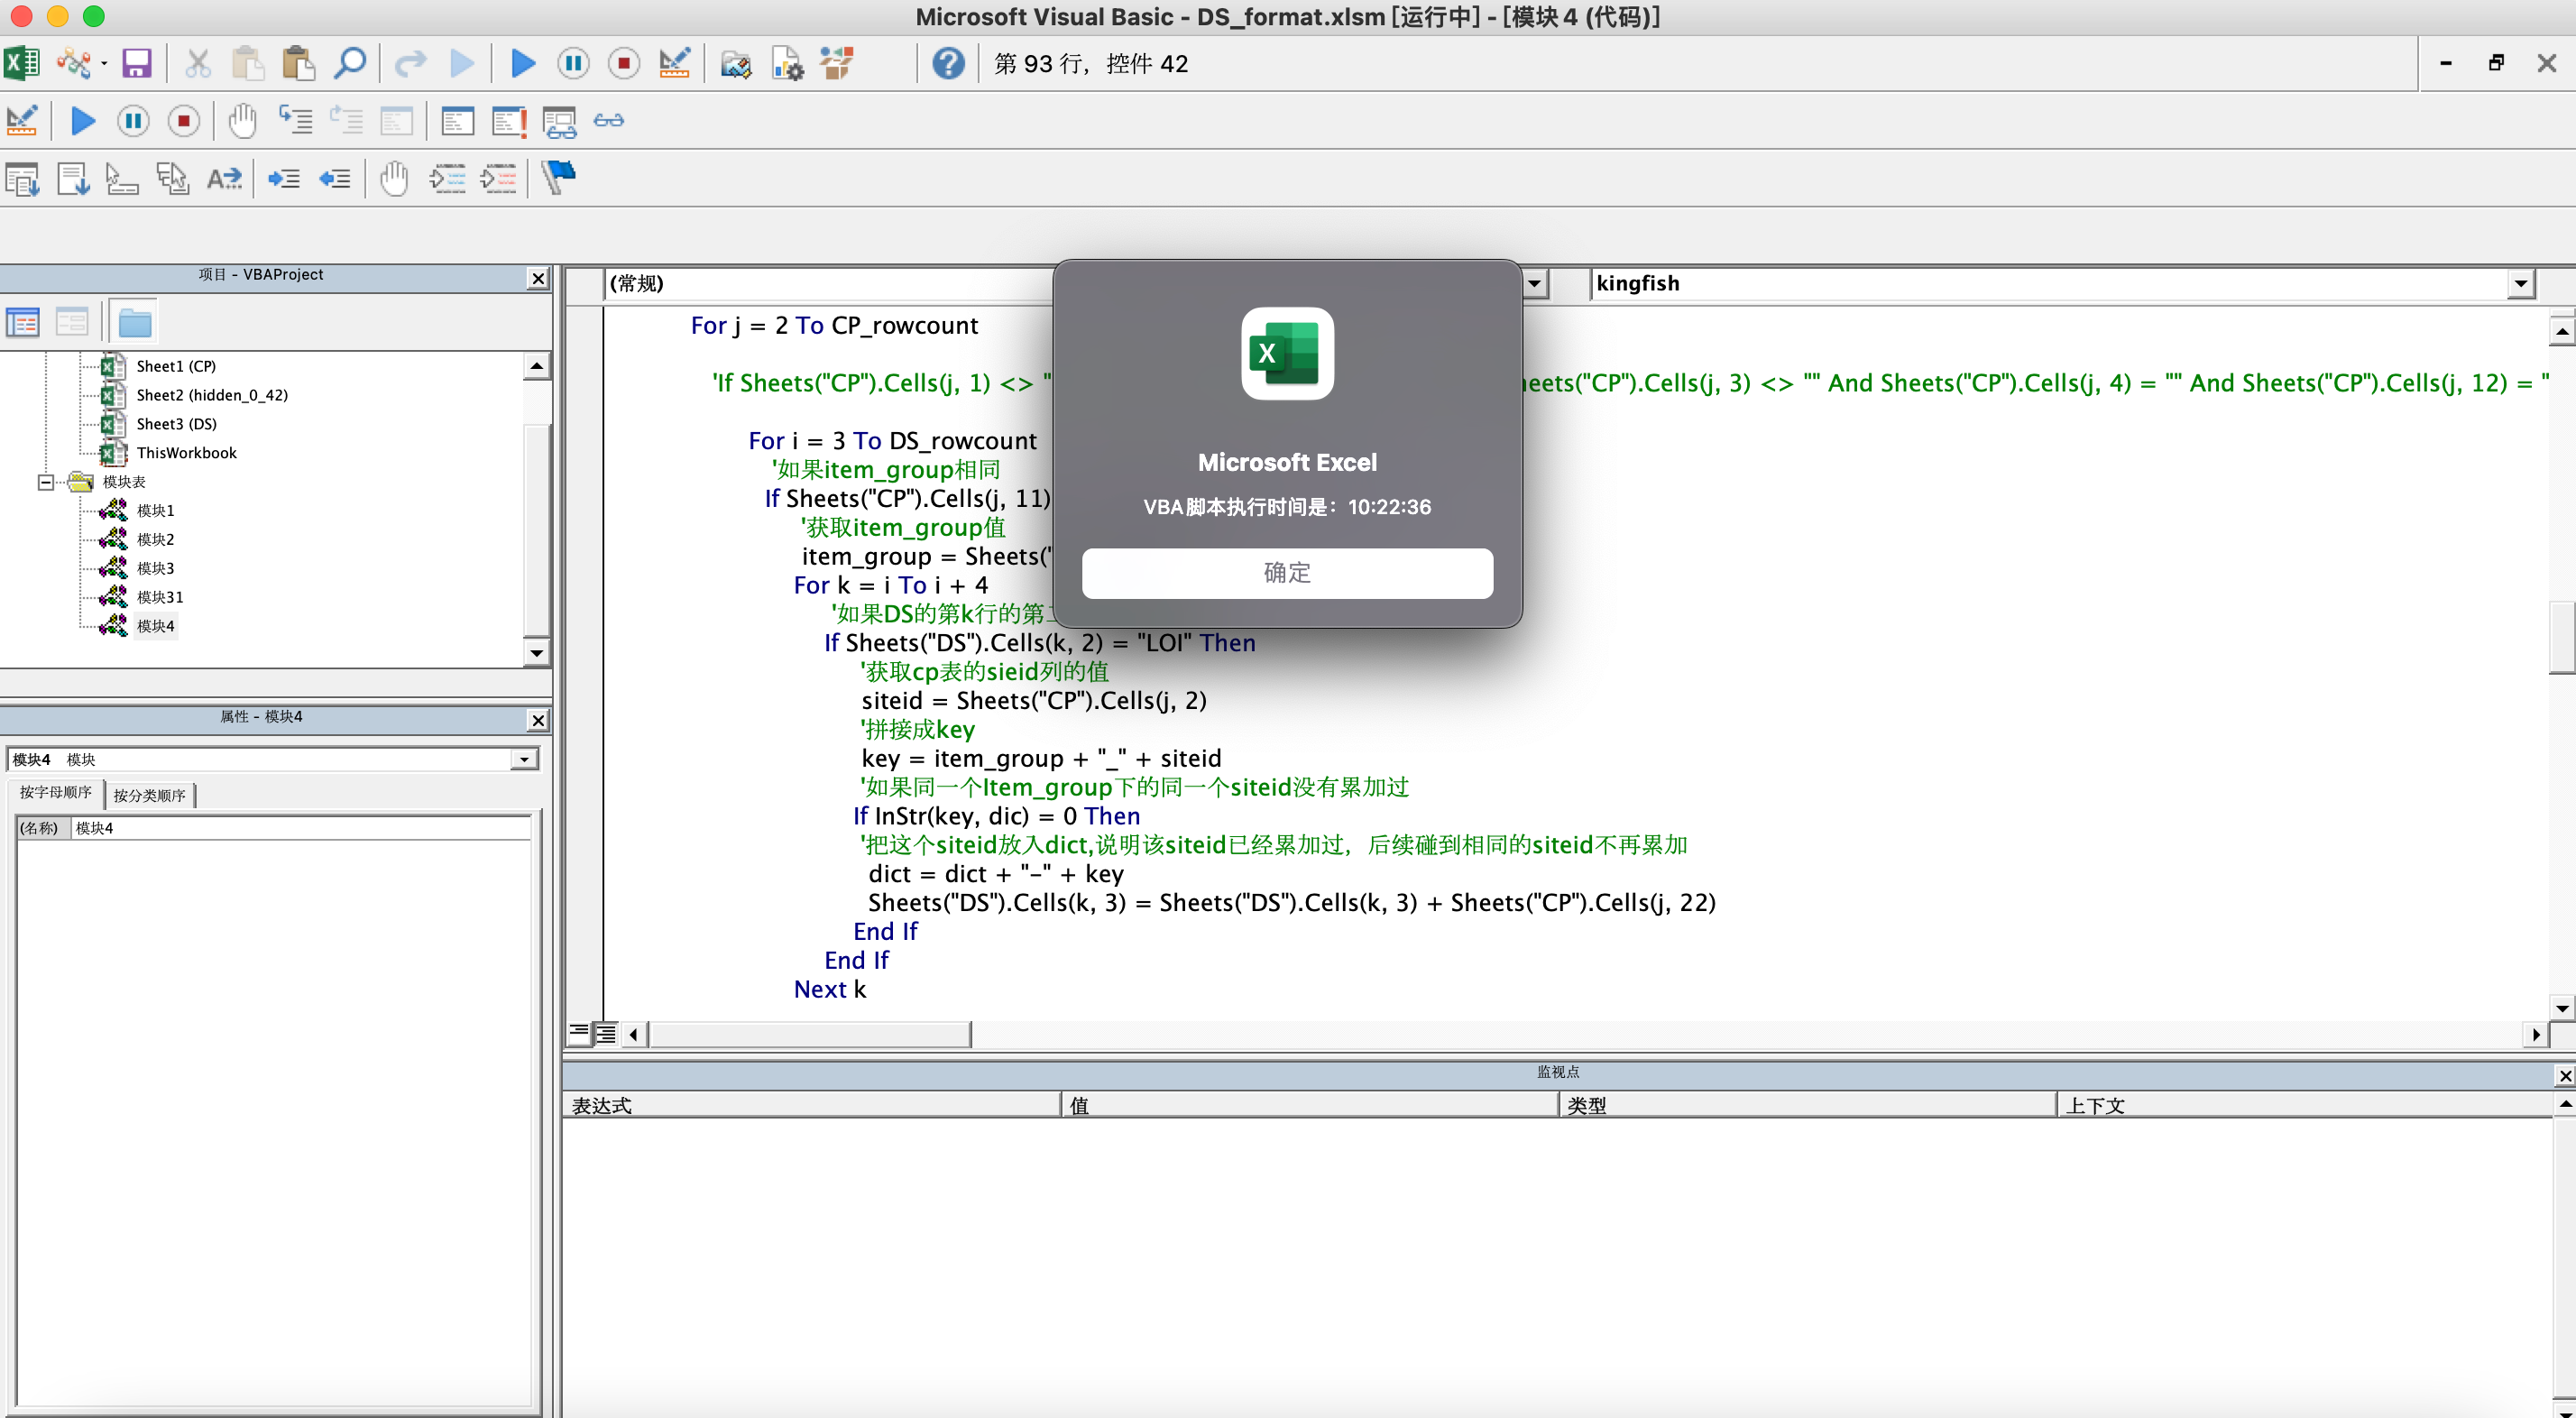 Microsoft Visual Basic - DS_format.xlsm [运行中] - [模块4 (代码)]
第 93 行，控件 42
项目 - VBAProject
Sheet1 (CP)
Sheet2 (hidden_0_42)
Sheet3 (DS)
ThisWorkbook
模块表
模块1
模块2
模块3
模块31
模块4
属性 - 模块4
模块4 模块
按字母顺序
按分类顺序
(名称) 模块4
(常规)
kingfish
For j = 2 To CP_rowcount
'If Sheets("CP").Cells(j, 1) <> " heets("CP").Cells(j, 3) <> "" And Sheets("CP").Cells(j, 4) = "" And Sheets("CP").Cells(j, 12) = "
For i = 3 To DS_rowcount
'如果item_group相同
If Sheets("CP").Cells(j, 11)
'获取item_group值
item_group = Sheets("
For k = i To i + 4
'如果DS的第k行的第
If Sheets("DS").Cells(k, 2) = "LOI" Then
'获取cp表的sieid列的值
siteid = Sheets("CP").Cells(j, 2)
'拼接成key
key = item_group + "_" + siteid
'如果同一个Item_group下的同一个siteid没有累加过
If InStr(key, dic) = 0 Then
'把这个siteid放入dict,说明该siteid已经累加过，后续碰到相同的siteid不再累加
dict = dict + "-" + key
Sheets("DS").Cells(k, 3) = Sheets("DS").Cells(k, 3) + Sheets("CP").Cells(j, 22)
End If
End If
Next k
Microsoft Excel
VBA脚本执行时间是：10:22:36
确定
监视点
表达式 值 类型 上下文